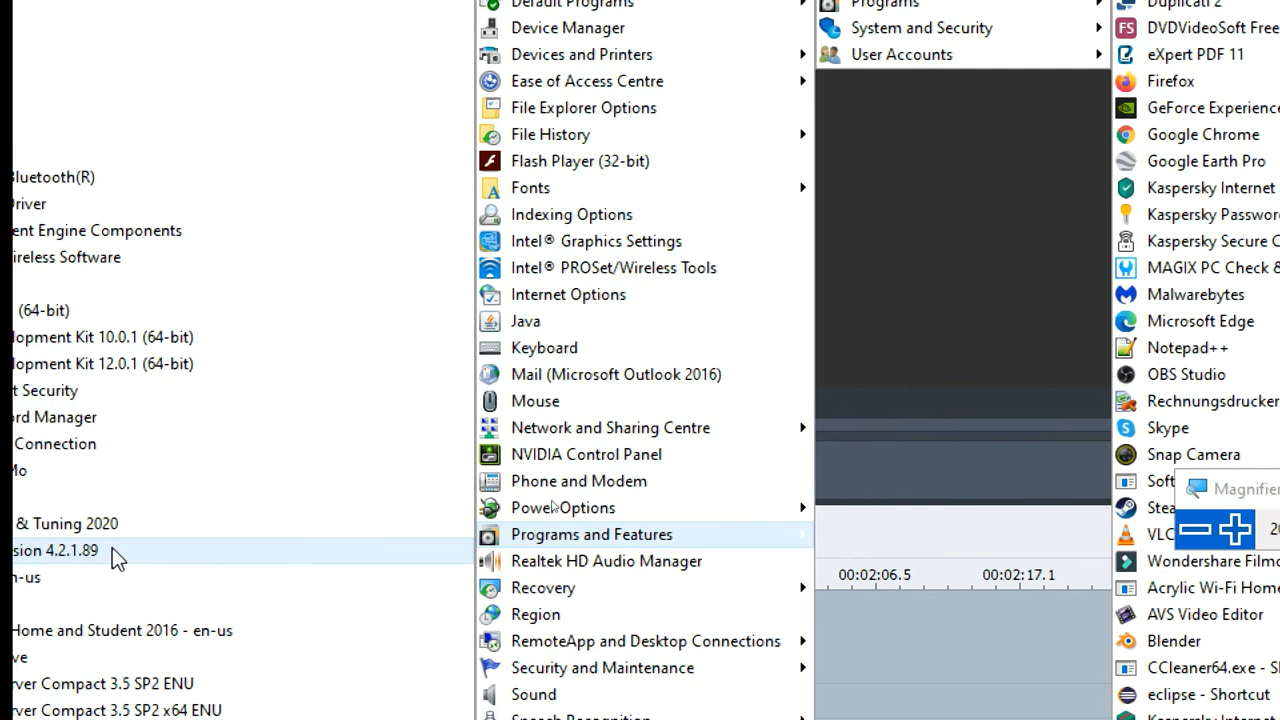 Bluetooth(R)
Driver
ent Engine Components
ireless Software
(64-bit)
lopment Kit 10.0.1 (64-bit)
lopment Kit 12.0.1 (64-bit)
et Security
ord Manager
Connection
Mo
& Tuning 2020
sion 4.2.1.89
n-us
Home and Student 2016 - en-us
ve
rver Compact 3.5 SP2 ENU
rver Compact 3.5 SP2 x64 ENU
Default Programs
Device Manager
Devices and Printers
Ease of Access Centre
File Explorer Options
File History
Flash Player (32-bit)
Fonts
Indexing Options
Intel® Graphics Settings
Intel® PROSet/Wireless Tools
Internet Options
Java
Keyboard
Mail (Microsoft Outlook 2016)
Mouse
Network and Sharing Centre
NVIDIA Control Panel
Phone and Modem
Power Options
Programs and Features
Realtek HD Audio Manager
Recovery
Region
RemoteApp and Desktop Connections
Security and Maintenance
Sound
Speech Recognition
Programs
System and Security
User Accounts
00:02:06.5 00:02:17.1
Duplicati 2
DVDVideoSoft Free
eXpert PDF 11
Firefox
GeForce Experience
Google Chrome
Google Earth Pro
Kaspersky Internet
Kaspersky Passwor
Kaspersky Secure C
MAGIX PC Check &
Malwarebytes
Microsoft Edge
Notepad++
OBS Studio
Rechnungsdrucker
Skype
Snap Camera
Soft
Stea
VLC
Magnifier
20
Wondershare Filmo
Acrylic Wi-Fi Home
AVS Video Editor
Blender
CCleaner64.exe - S
eclipse - Shortcut
Kaspersky Internet